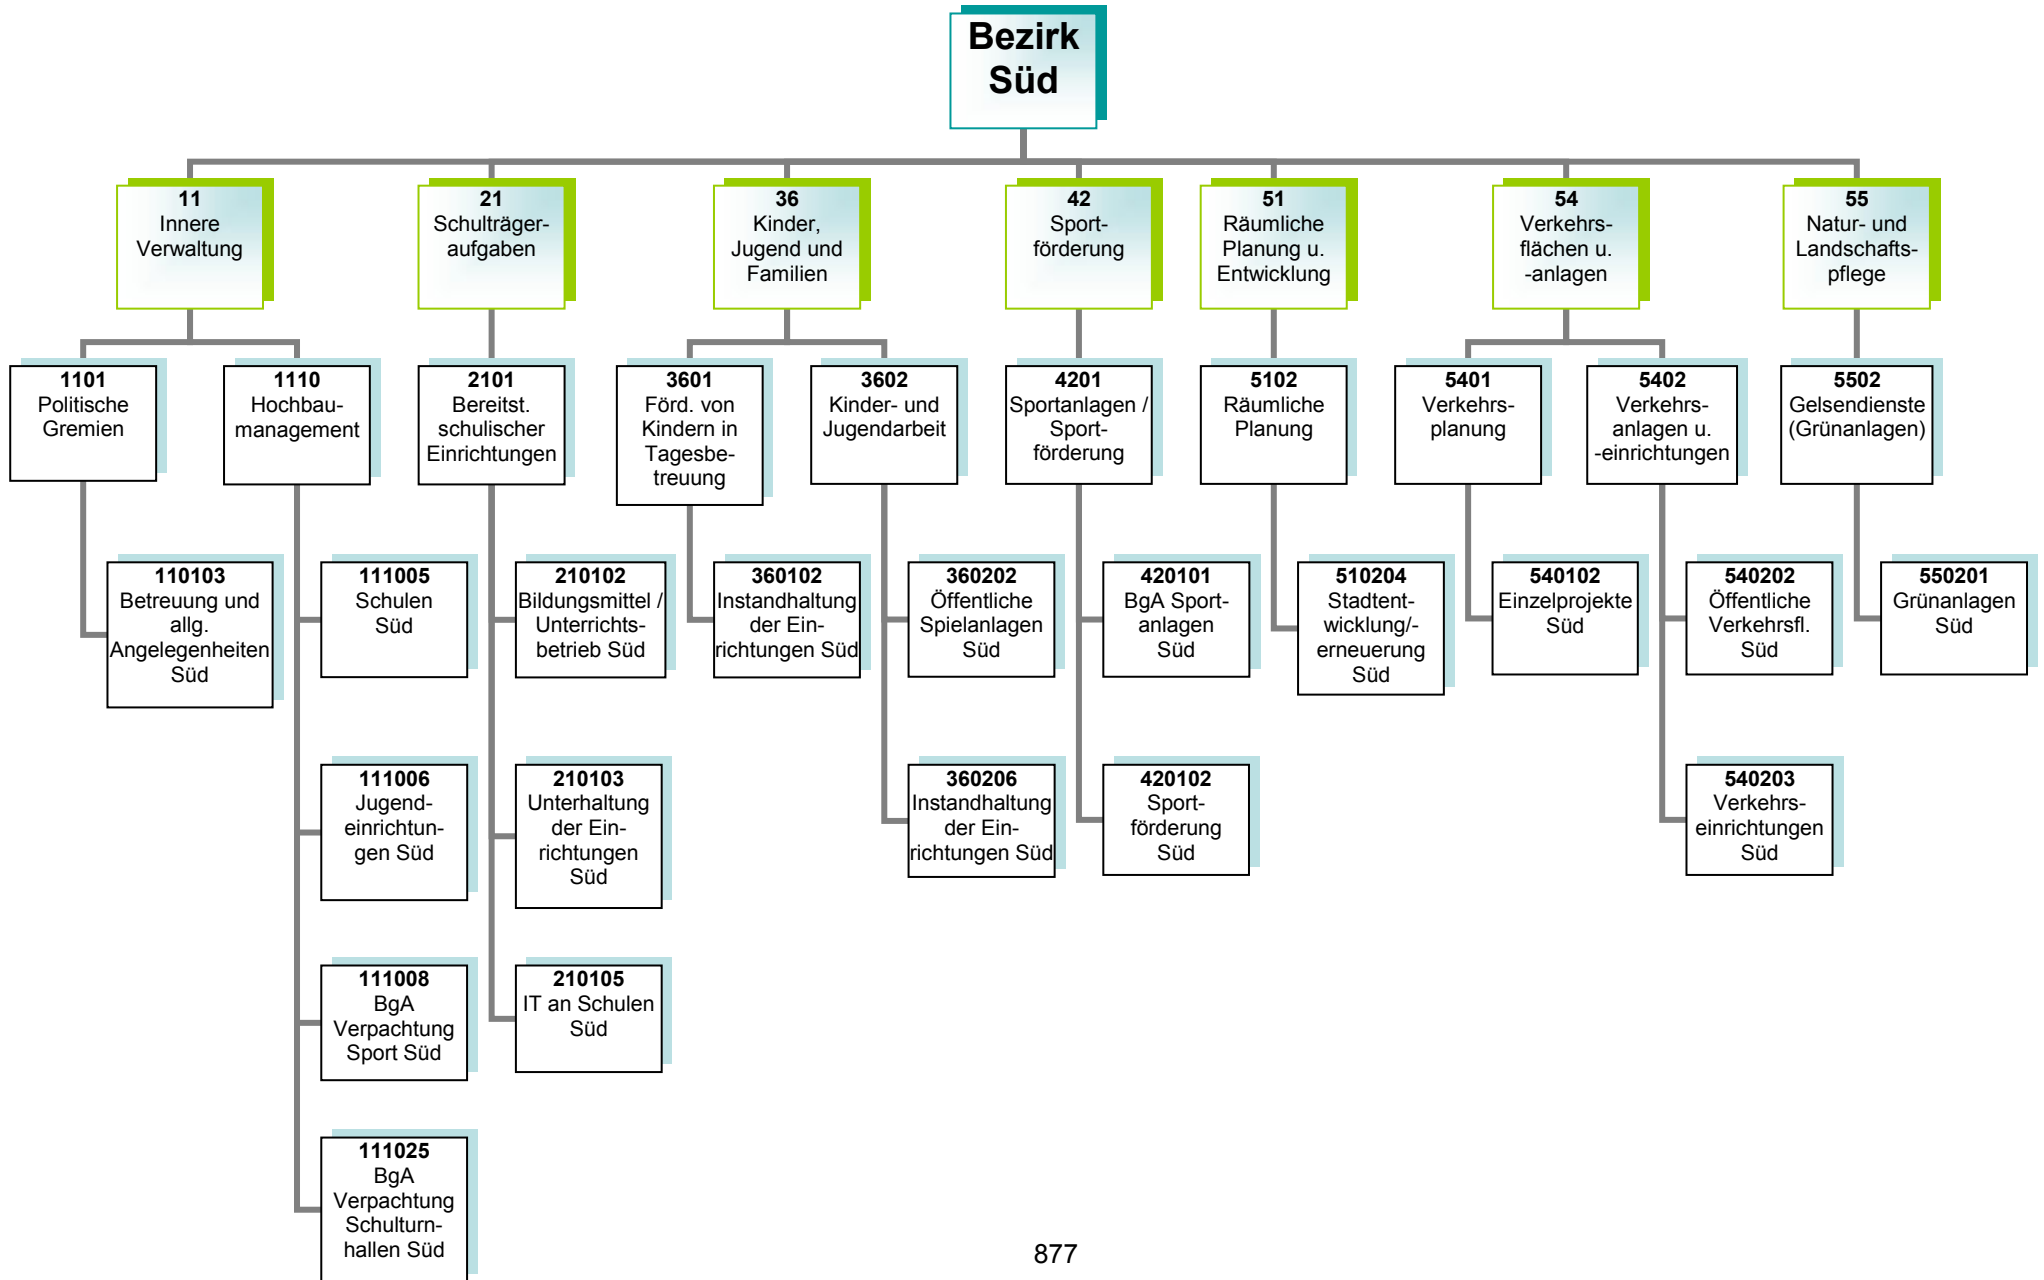 Bezirk
Süd
11
Innere
Verwaltung
21
Schulträger-
aufgaben
36
Kinder,
Jugend und
Familien
42
Sport-
förderung
51
Räumliche
Planung u.
Entwicklung
54
Verkehrs-
flächen u.
-anlagen
55
Natur- und
Landschafts-
pflege
1101
Politische
Gremien
1110
Hochbau-
management
2101
Bereitst.
schulischer
Einrichtungen
3601
Förd. von
Kindern in
Tagesbe-
treuung
3602
Kinder- und
Jugendarbeit
4201
Sportanlagen /
Sport-
förderung
5102
Räumliche
Planung
5401
Verkehrs-
planung
5402
Verkehrs-
anlagen u.
-einrichtungen
5502
Gelsendienste
(Grünanlagen)
110103
Betreuung und
allg.
Angelegenheiten
Süd
111005
Schulen
Süd
210102
Bildungsmittel /
Unterrichts-
betrieb Süd
360102
Instandhaltung
der Ein-
richtungen Süd
360202
Öffentliche
Spielanlagen
Süd
420101
BgA Sport-
anlagen
Süd
510204
Stadtent-
wicklung/-
erneuerung
Süd
540102
Einzelprojekte
Süd
540202
Öffentliche
Verkehrsfl.
Süd
550201
Grünanlagen
Süd
111006
Jugend-
einrichtun-
gen Süd
210103
Unterhaltung
der Ein-
richtungen
Süd
360206
Instandhaltung
der Ein-
richtungen Süd
420102
Sport-
förderung
Süd
540203
Verkehrs-
einrichtungen
Süd
111008
BgA
Verpachtung
Sport Süd
210105
IT an Schulen
Süd
111025
BgA
Verpachtung
Schulturn-
hallen Süd
877